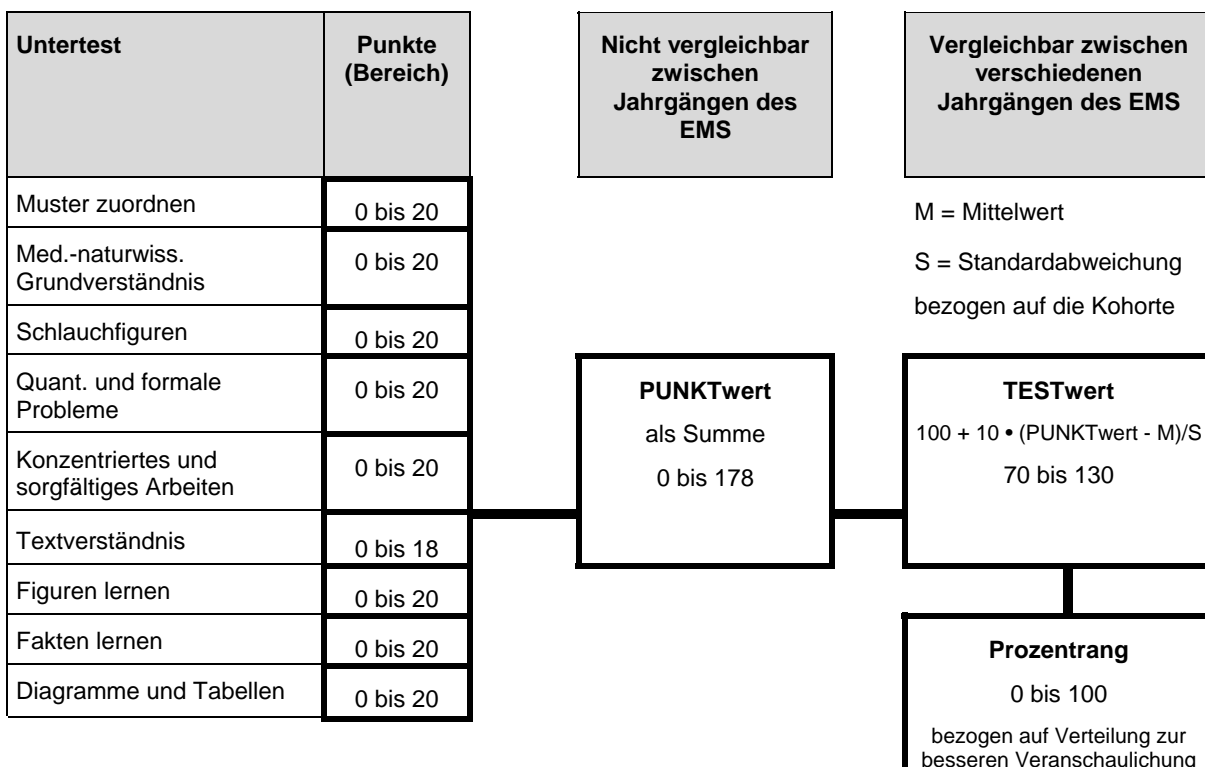 Untertest
Punkte
(Bereich)
Nicht vergleichbar
zwischen
Jahrgängen des
EMS
Vergleichbar zwischen
verschiedenen
Jahrgängen des EMS
Muster zuordnen
0 bis 20
Med.-naturwiss.
Grundverständnis
0 bis 20
Schlauchfiguren
0 bis 20
Quant. und formale
Probleme
0 bis 20
Konzentriertes und
sorgfältiges Arbeiten
0 bis 20
Textverständnis
0 bis 18
Figuren lernen
0 bis 20
Fakten lernen
0 bis 20
Diagramme und Tabellen
0 bis 20
PUNKTwert
als Summe
0 bis 178
M = Mittelwert
S = Standardabweichung
bezogen auf die Kohorte
TESTwert
100 + 10 • (PUNKTwert - M)/S
70 bis 130
Prozentrang
0 bis 100
bezogen auf Verteilung zur
besseren Veranschaulichung